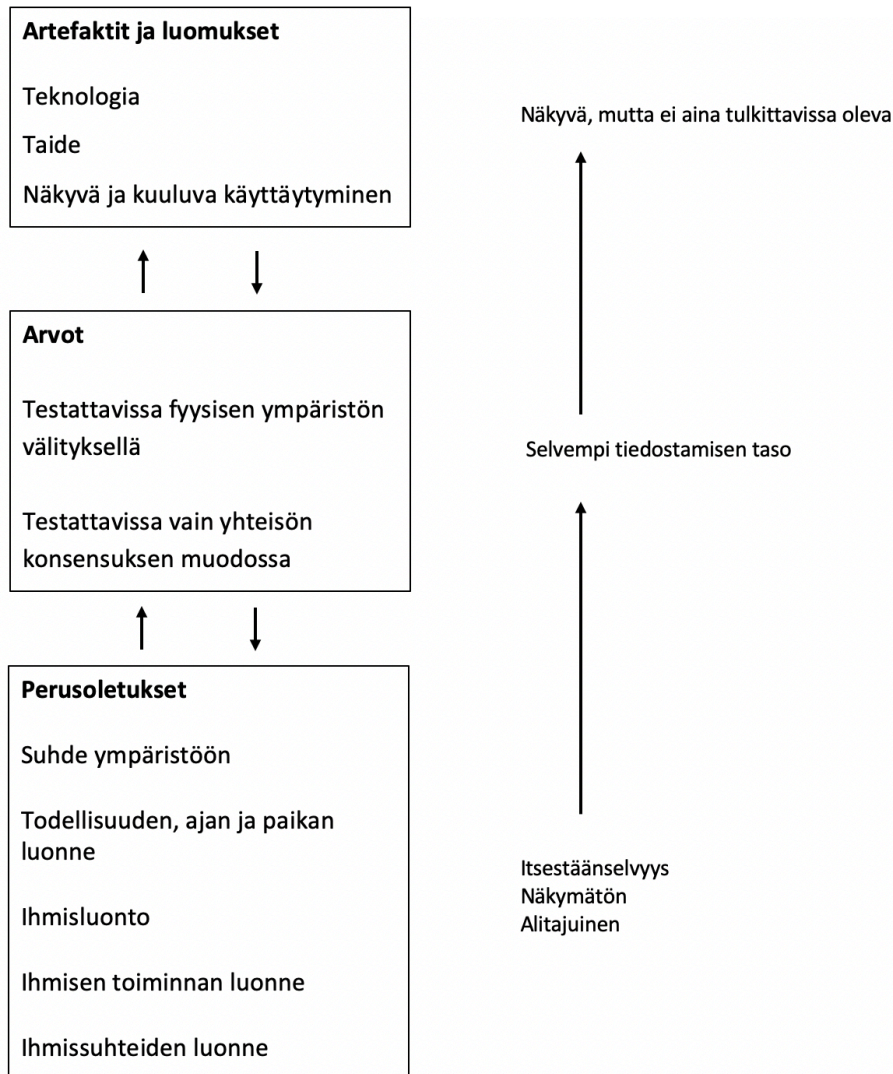 Artefaktit ja luomukset
Teknologia
Taide
Näkyvä ja kuuluva käyttäytyminen
Näkyvä, mutta ei aina tulkittavissa oleva
Arvot
Testattavissa fyysisen ympäristön
välityksellä
Testattavissa vain yhteisön
konsensuksen muodossa
Selvempi tiedostamisen taso
Perusoletukset
Suhde ympäristöön
Todellisuuden, ajan ja paikan
luonne
Ihmisluonto
Ihmisen toiminnan luonne
Ihmissuhteiden luonne
Itsestäänselvyys
Näkymätön
Alitajuinen